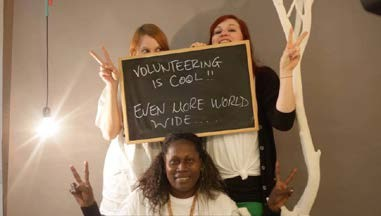 VOLUNTEERING
IS COOL!!
EVEN MORE WORLD
WIDE.....